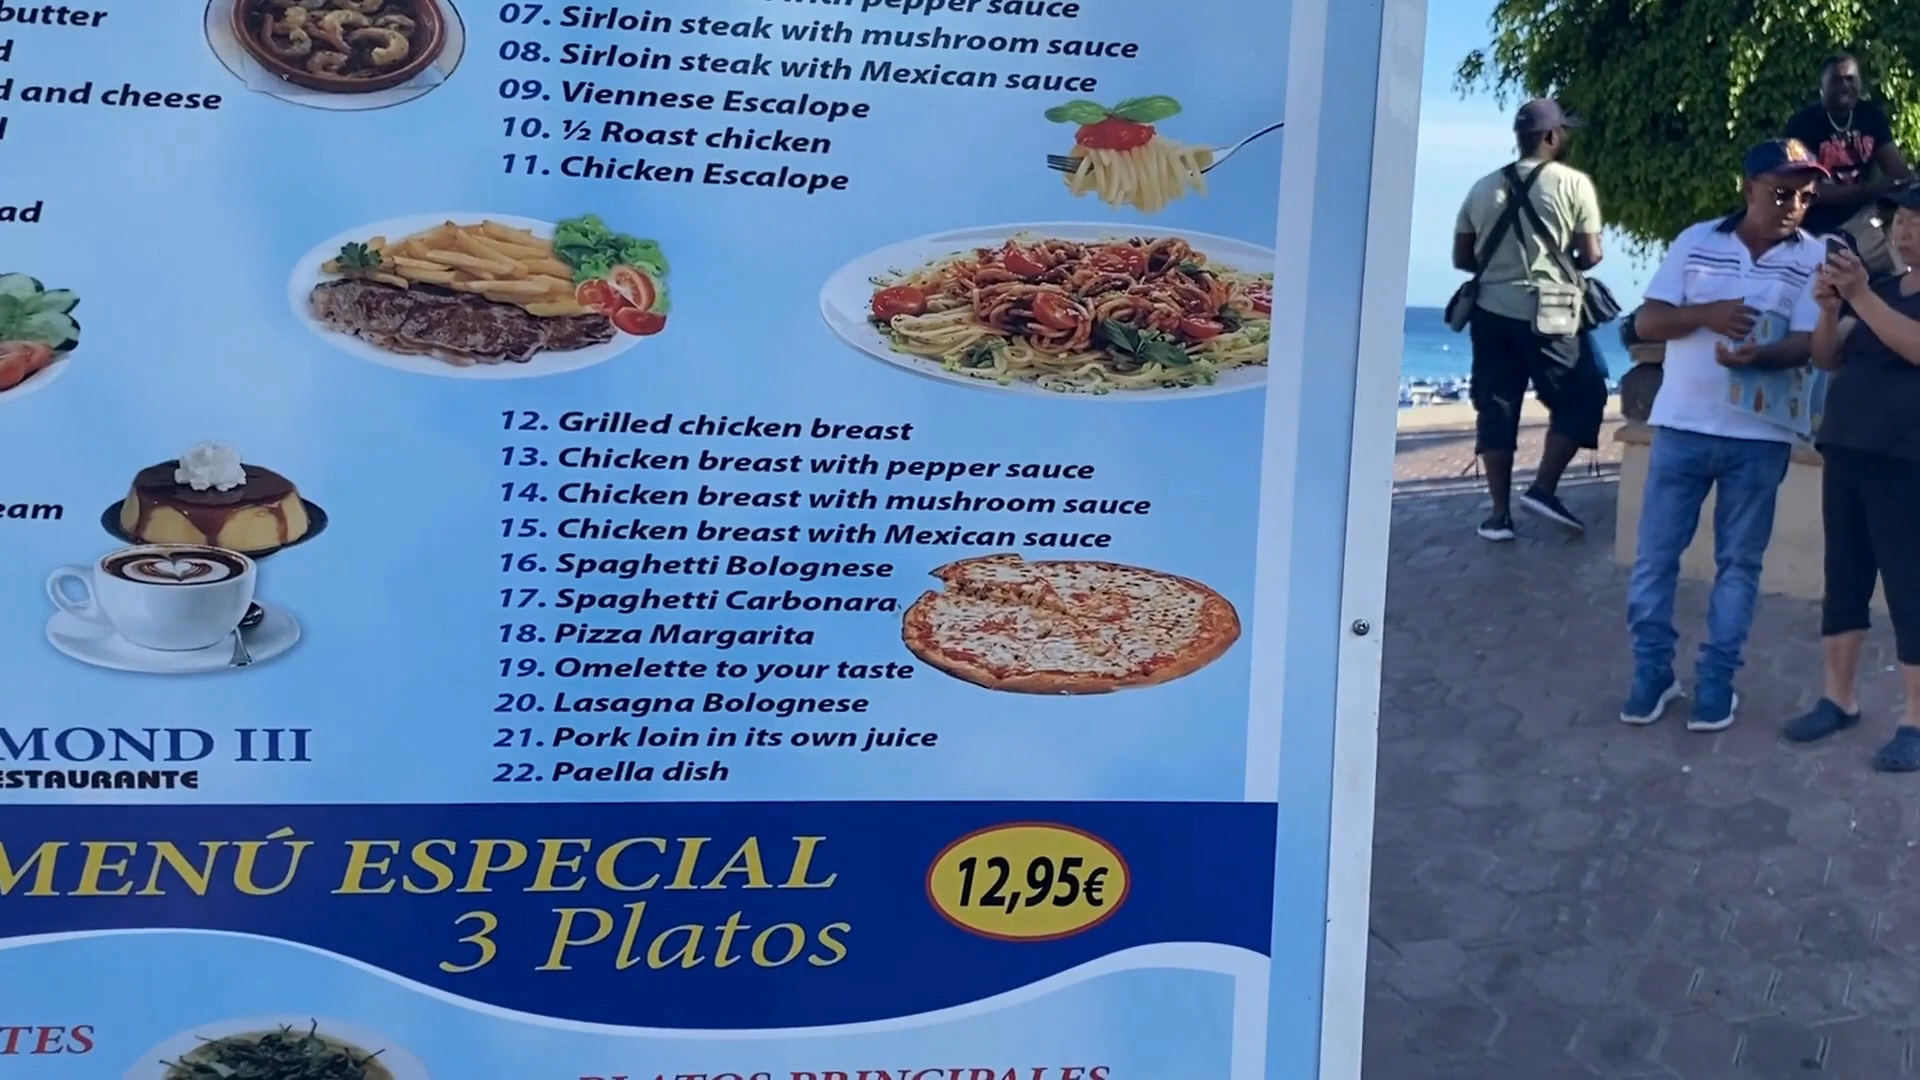 butter
and cheese
pepper sauce
07. Sirloin steak with mushroom sauce
08. Sirloin steak with Mexican sauce
09. Viennese Escalope
10. ½ Roast chicken
11. Chicken Escalope
12. Grilled chicken breast
13. Chicken breast with pepper sauce
14. Chicken breast with mushroom sauce
15. Chicken breast with Mexican sauce
16. Spaghetti Bolognese
17. Spaghetti Carbonara
18. Pizza Margarita
19. Omelette to your taste
20. Lasagna Bolognese
21. Pork loin in its own juice
22. Paella dish
MOND III
ESTAURANTE
MENÚ ESPECIAL
3 Platos
12,95€
TES
PLATOS PRINCIPALES